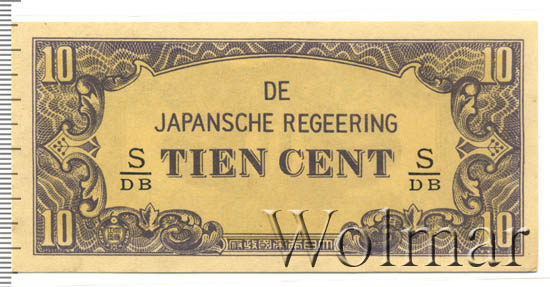 10 10
DE
JAPANSCHE REGEERING
S/DB TIEN CENT S/DB
10 10
Wolmar